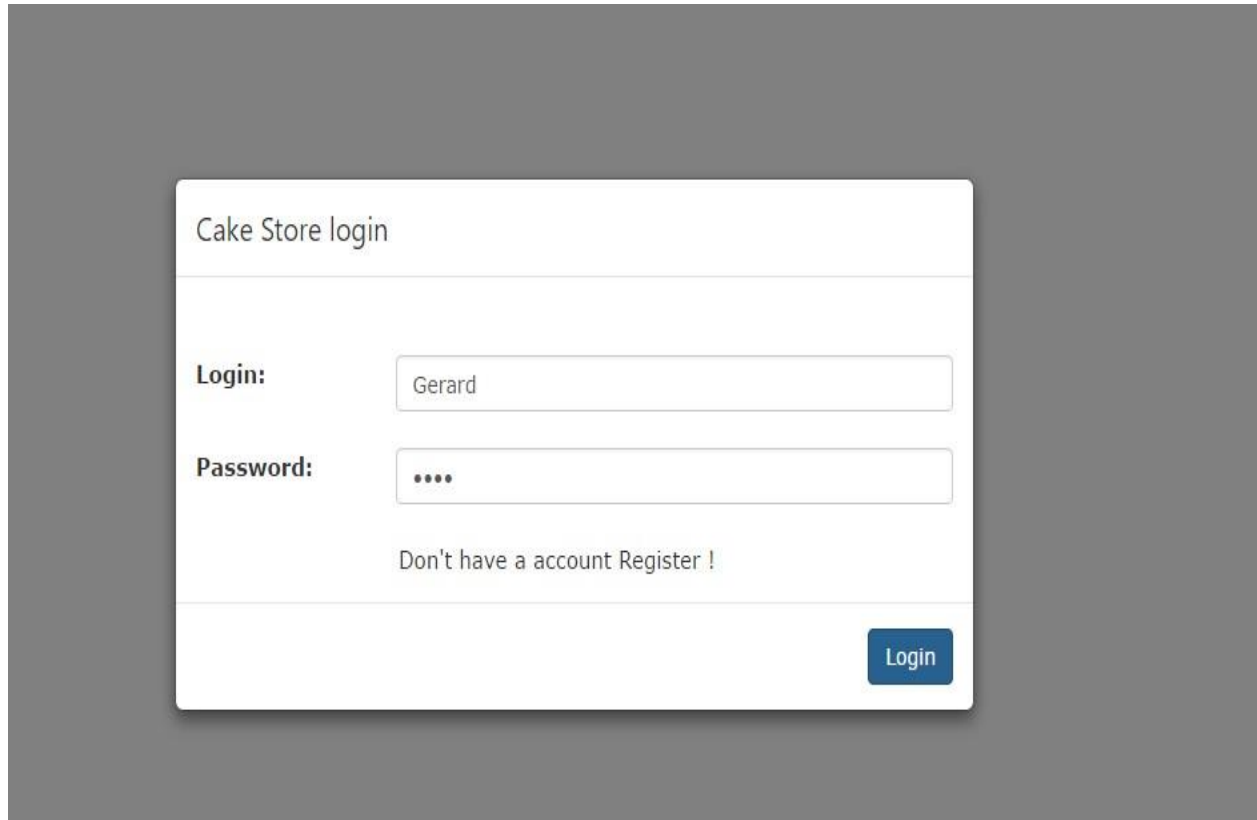 Cake Store login
Login: Gerard
Password: ••••
Don't have a account Register !
Login